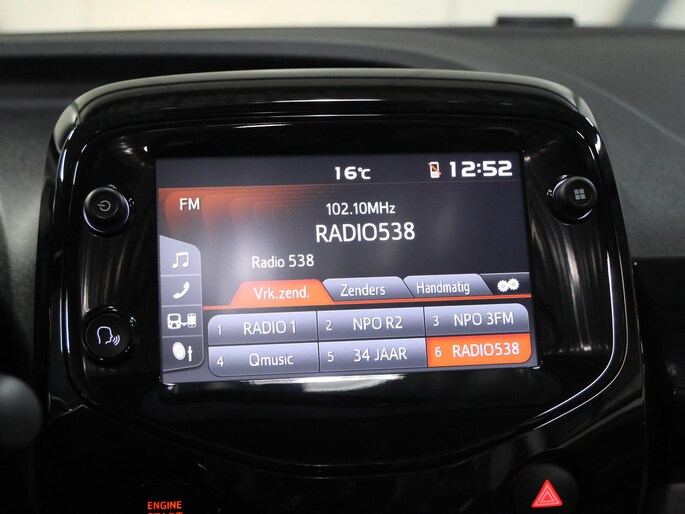 16°C 12:52
FM
102.10MHz
RADIO538
Radio 538
Vrk.zend. Zenders Handmatig
1 RADIO 1 2 NPO R2 3 NPO 3FM
4 Qmusic 5 34 JAAR 6 RADIO538
ENGINE
START